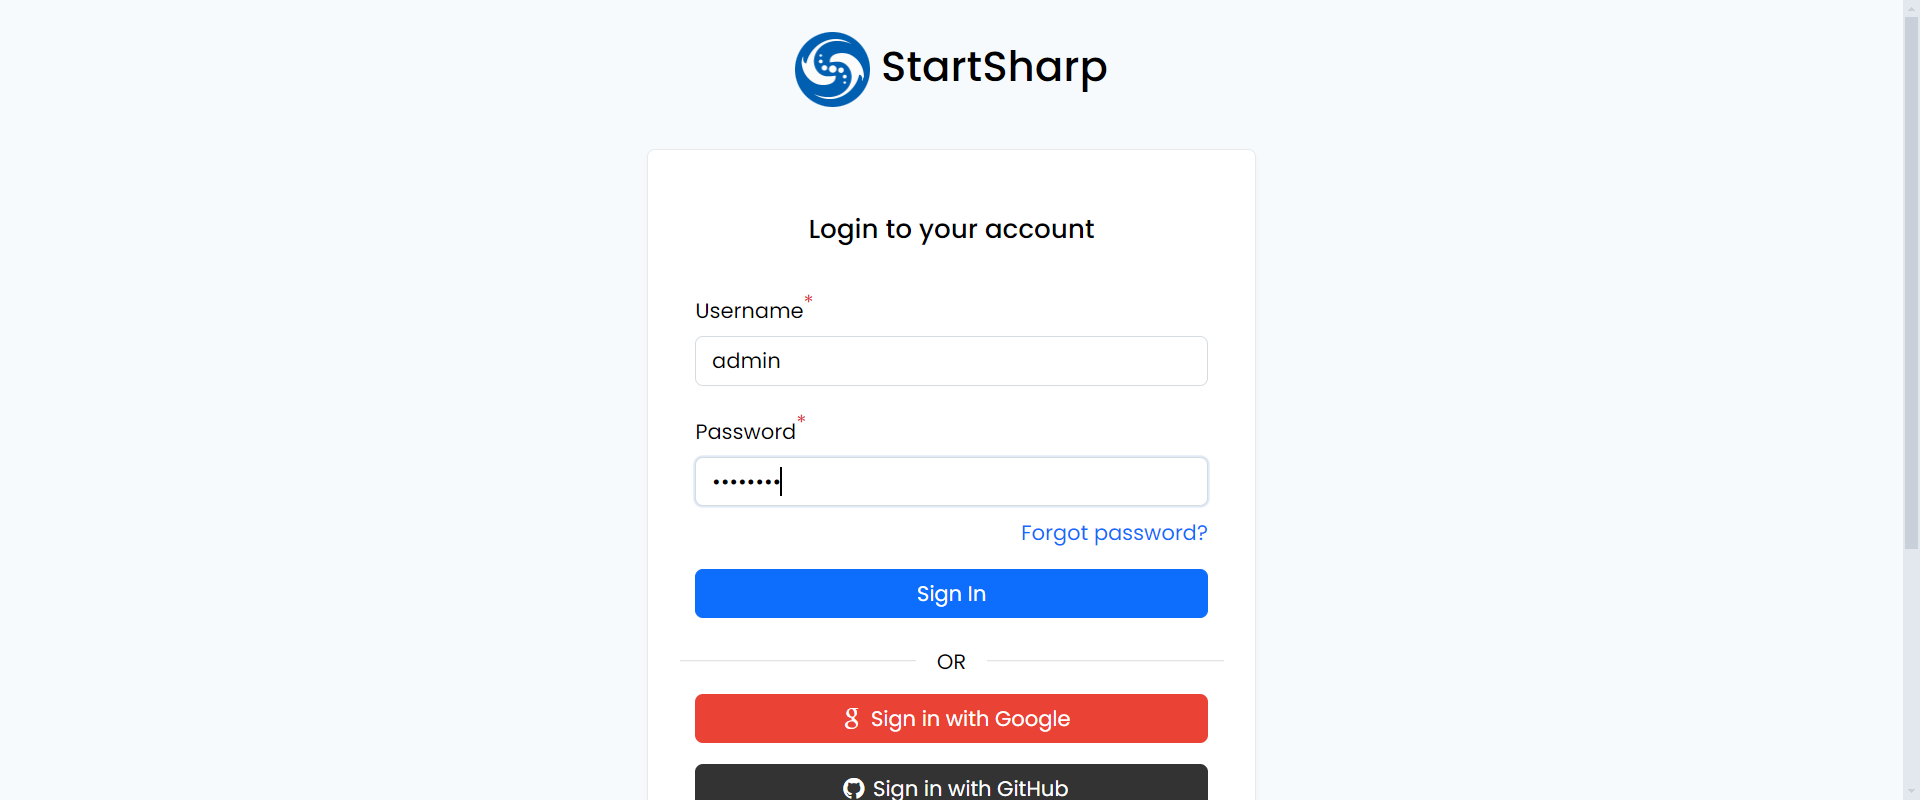 StartSharp
Login to your account
Username*
admin
Password*
••••••••
Forgot password?
Sign In
OR
Sign in with Google
Sign in with GitHub